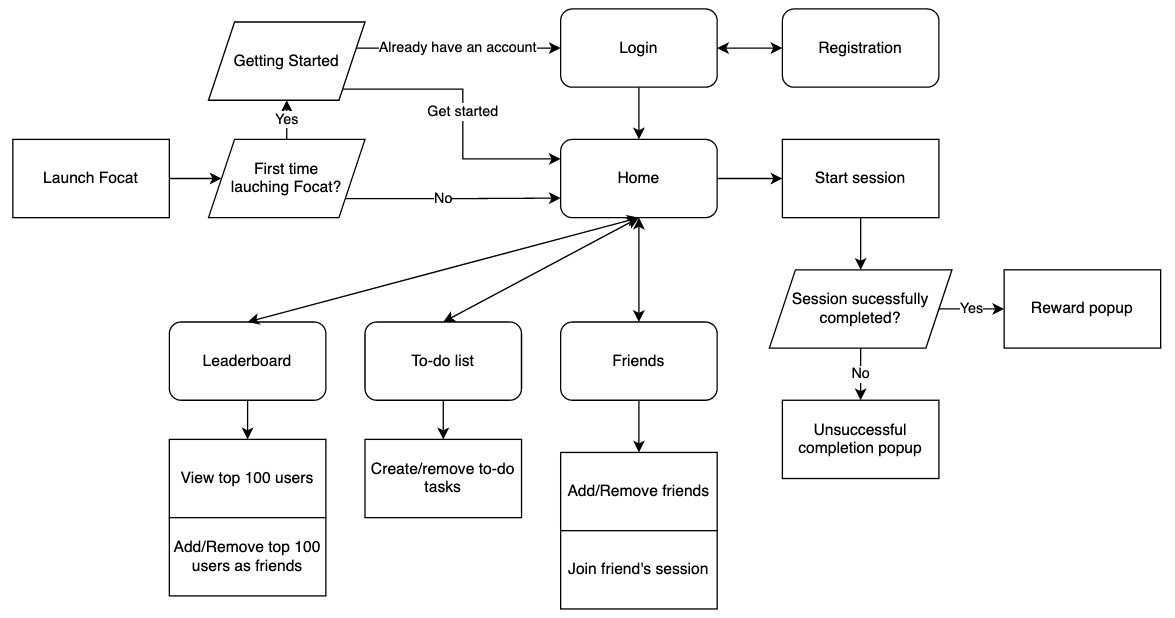 Getting Started
Already have an account
Login
Registration
Get started
Yes
Launch Focat
First time
lauching Focat?
No
Home
Start session
Session sucessfully
completed?
Yes
Reward popup
No
Unsuccessful
completion popup
Leaderboard
To-do list
Friends
View top 100 users
Add/Remove top 100
users as friends
Create/remove to-do
tasks
Add/Remove friends
Join friend's session